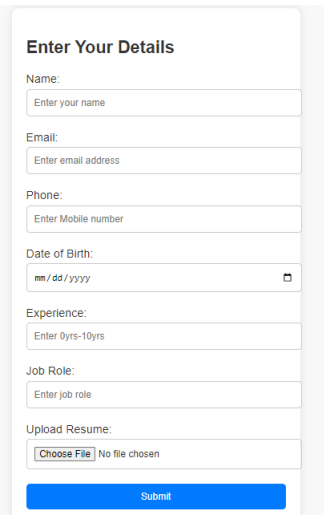 Enter Your Details
Name:
Enter your name
Email:
Enter email address
Phone:
Enter Mobile number
Date of Birth:
mm/dd/yyyy
Experience:
Enter 0yrs-10yrs
Job Role:
Enter job role
Upload Resume:
Choose File No file chosen
Submit